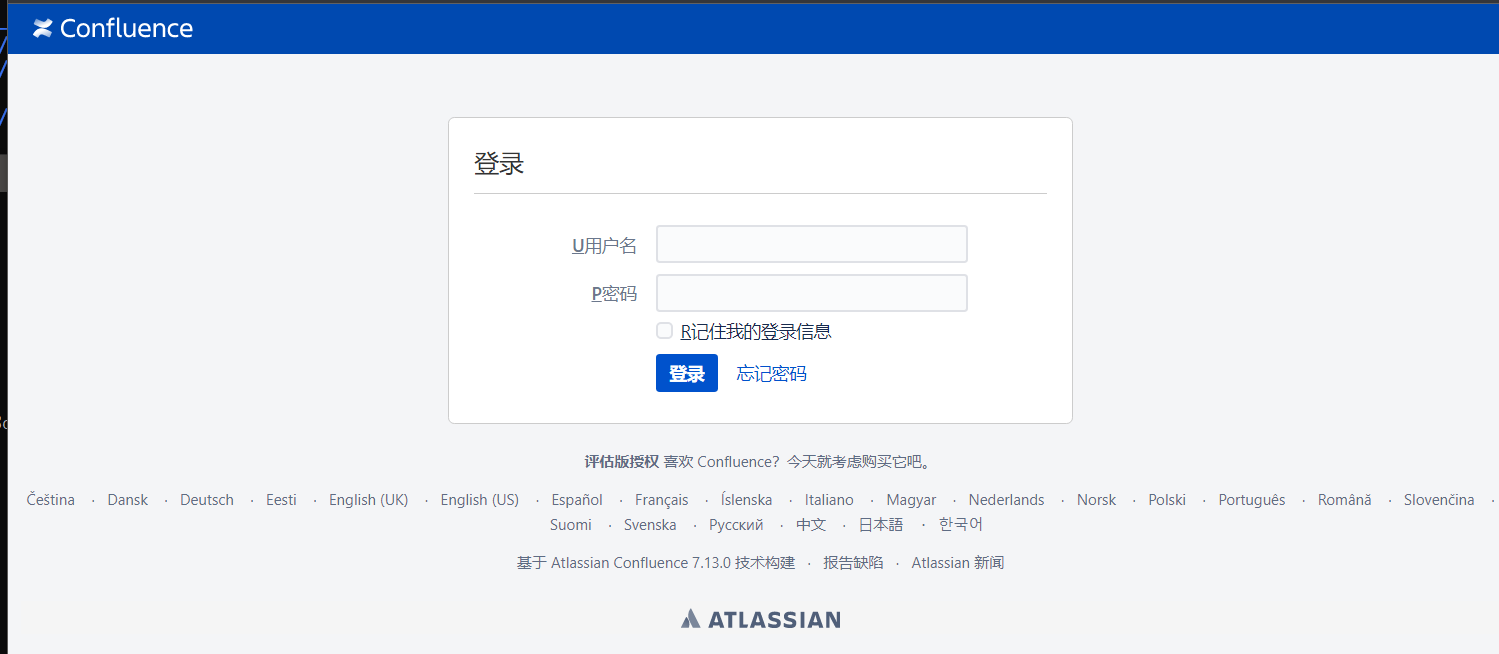 Confluence
登录
U用户名
P密码
R记住我的登录信息
登录 忘记密码
评估版授权 喜欢 Confluence? 今天就考虑购买它吧。
Čeština · Dansk · Deutsch · Eesti · English (UK) · English (US) · Español · Français · Íslenska · Italiano · Magyar · Nederlands · Norsk · Polski · Português · Română · Slovenčina ·
Suomi · Svenska · Русский · 中文 · 日本語 · 한국어
基于 Atlassian Confluence 7.13.0 技术构建 · 报告缺陷 · Atlassian 新闻
ATLASSIAN